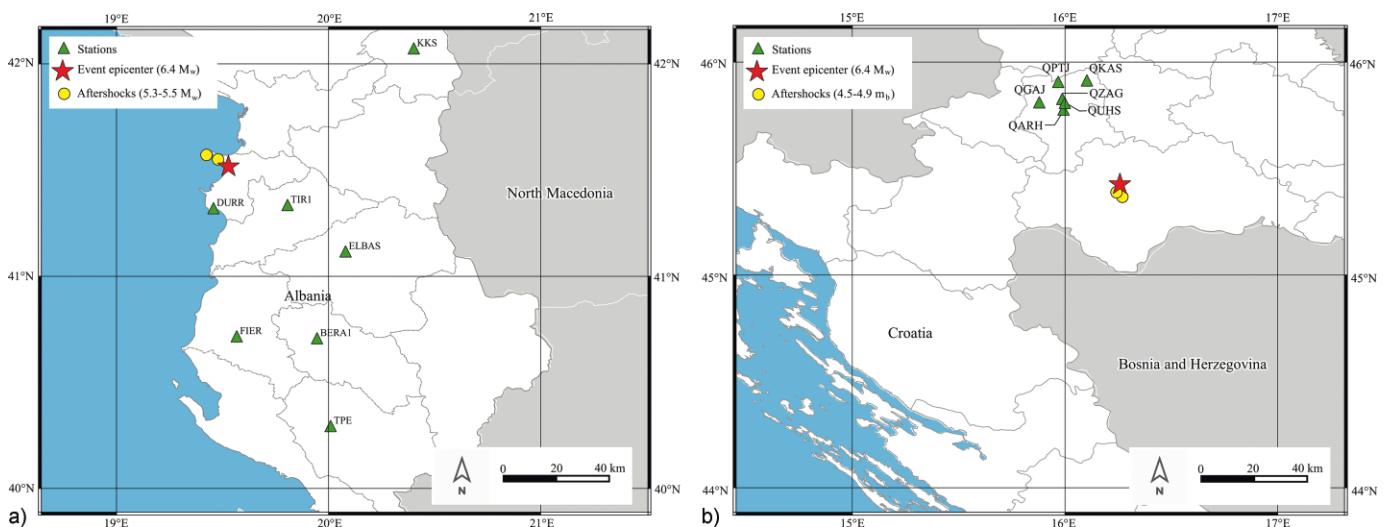 19°E 20°E 21°E
42°N
Stations
Event epicenter (6.4 Mw)
Aftershocks (5.3-5.5 Mw)
KKS
42°N
North Macedonia
DURR
TIR1
ELBAS
41°N
41°N
Albania
FIER
BERA1
TPE
N
0 20 40 km
40°N
40°N
19°E 20°E 21°E
a)
15°E 16°E 17°E
46°N
Stations
Event epicenter (6.4 Mw)
Aftershocks (4.5-4.9 mb)
46°N
QPTJ
QKAS
QGAJ
QZAG
QUHS
QARH
45°N
45°N
Croatia
Bosnia and Herzegovina
N
0 20 40 km
44°N
44°N
15°E 16°E 17°E
b)